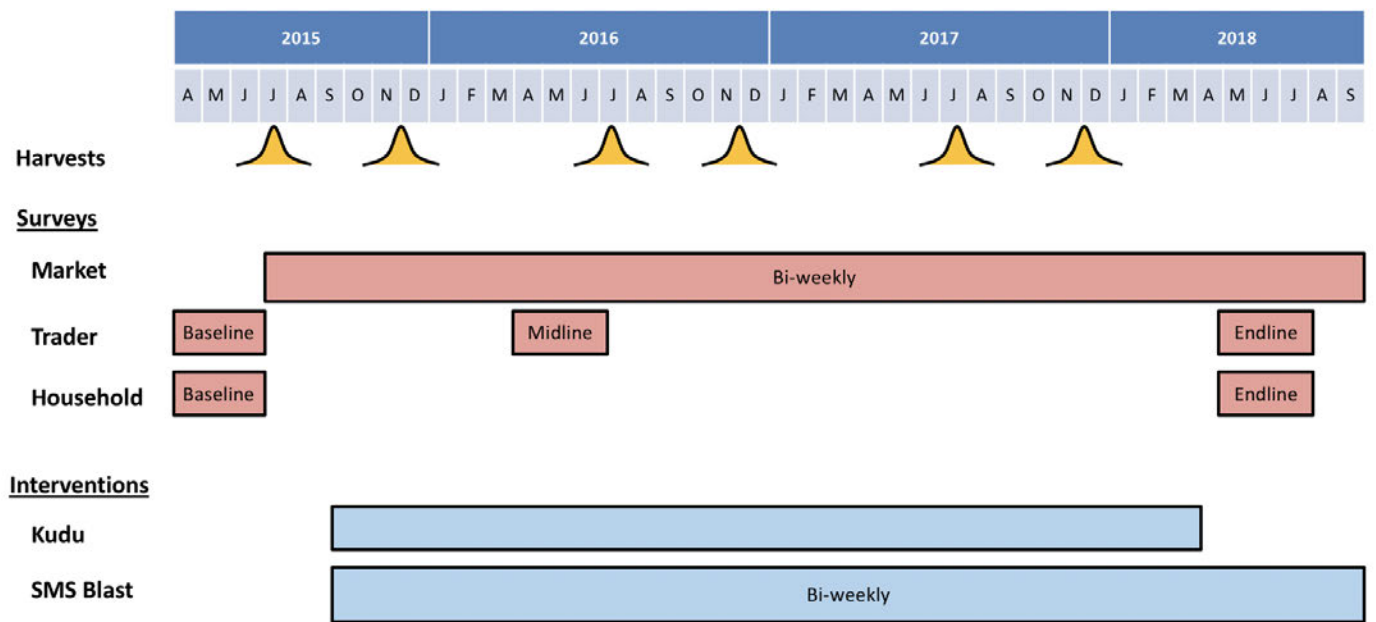 2015 2016 2017 2018
A M J J A S O N D J F M A M J J A S O N D J F M A M J J A S O N D J F M A M J J A S
Harvests
Surveys
Market Bi-weekly
Trader Baseline Midline Endline
Household Baseline Endline
Interventions
Kudu
SMS Blast Bi-weekly